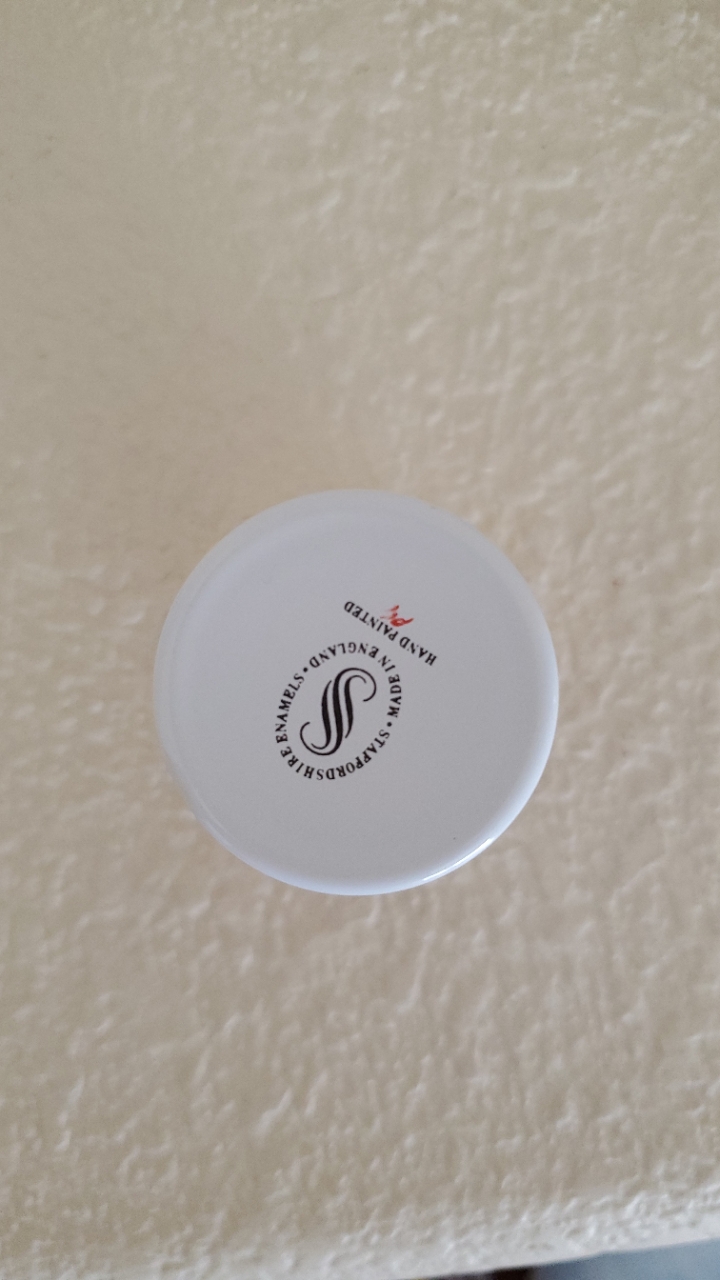 STAFFORDSHIRE ENAMELS • MADE IN ENGLAND •
HAND PAINTED